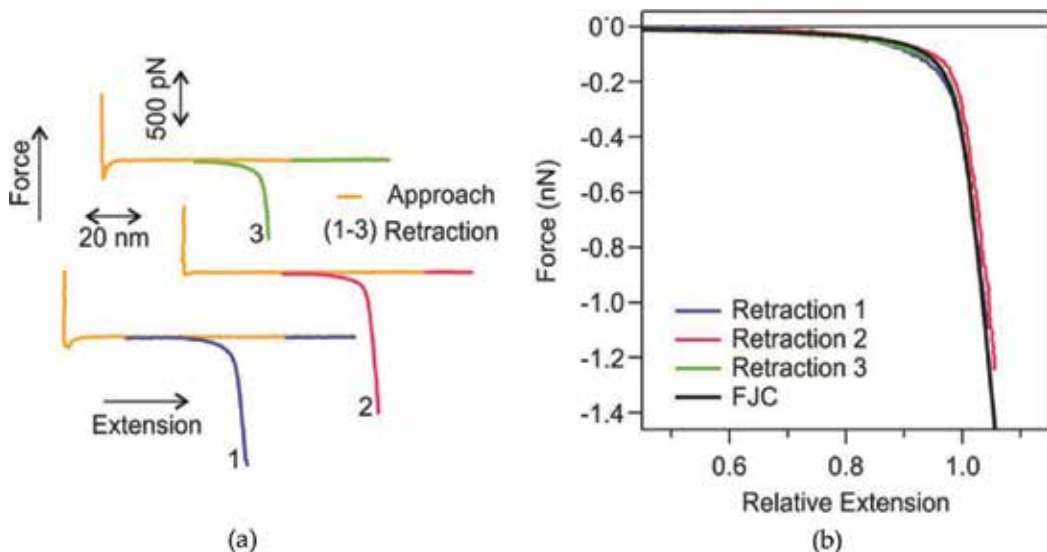 Force
500 pN
20 nm
3
Approach
(1-3) Retraction
Extension
1
2
(a)
0.0
-0.2
-0.4
-0.6
-0.8
-1.0
-1.2
-1.4
Force (nN)
Retraction 1
Retraction 2
Retraction 3
FJC
0.6
0.8
1.0
Relative Extension
(b)